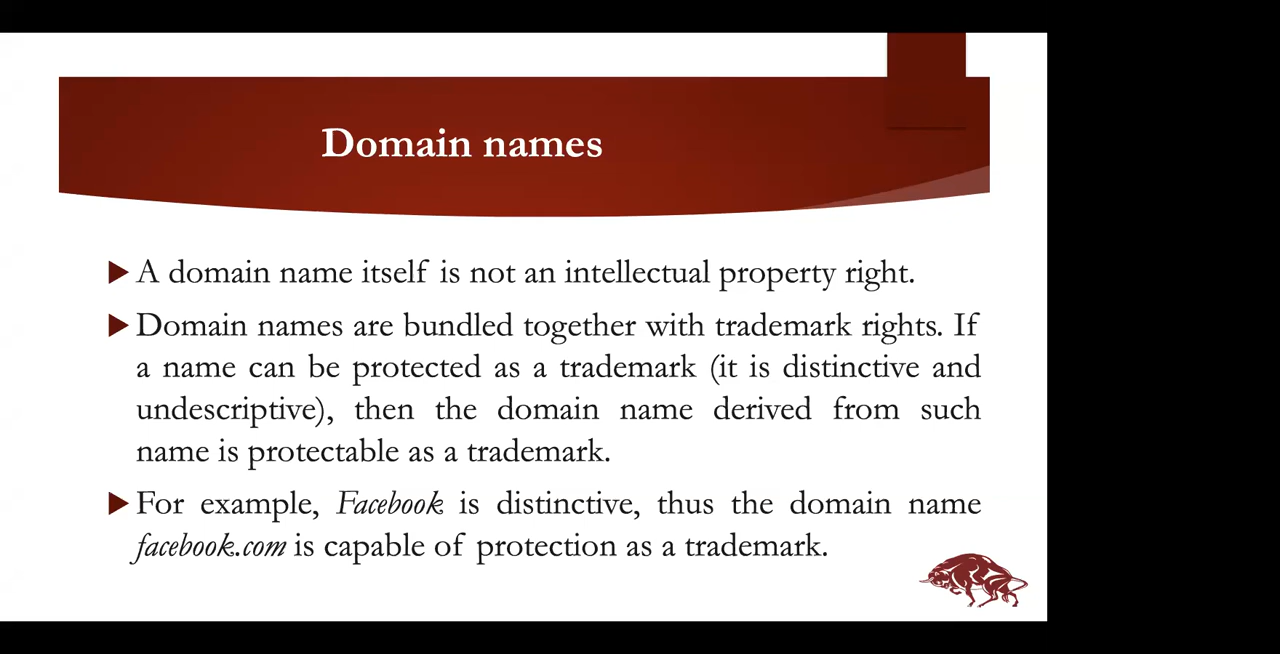 Domain names
A domain name itself is not an intellectual property right.
Domain names are bundled together with trademark rights. If
a name can be protected as a trademark (it is distinctive and
undescriptive), then the domain name derived from such
name is protectable as a trademark.
For example, Facebook is distinctive, thus the domain name
facebook.com is capable of protection as a trademark.